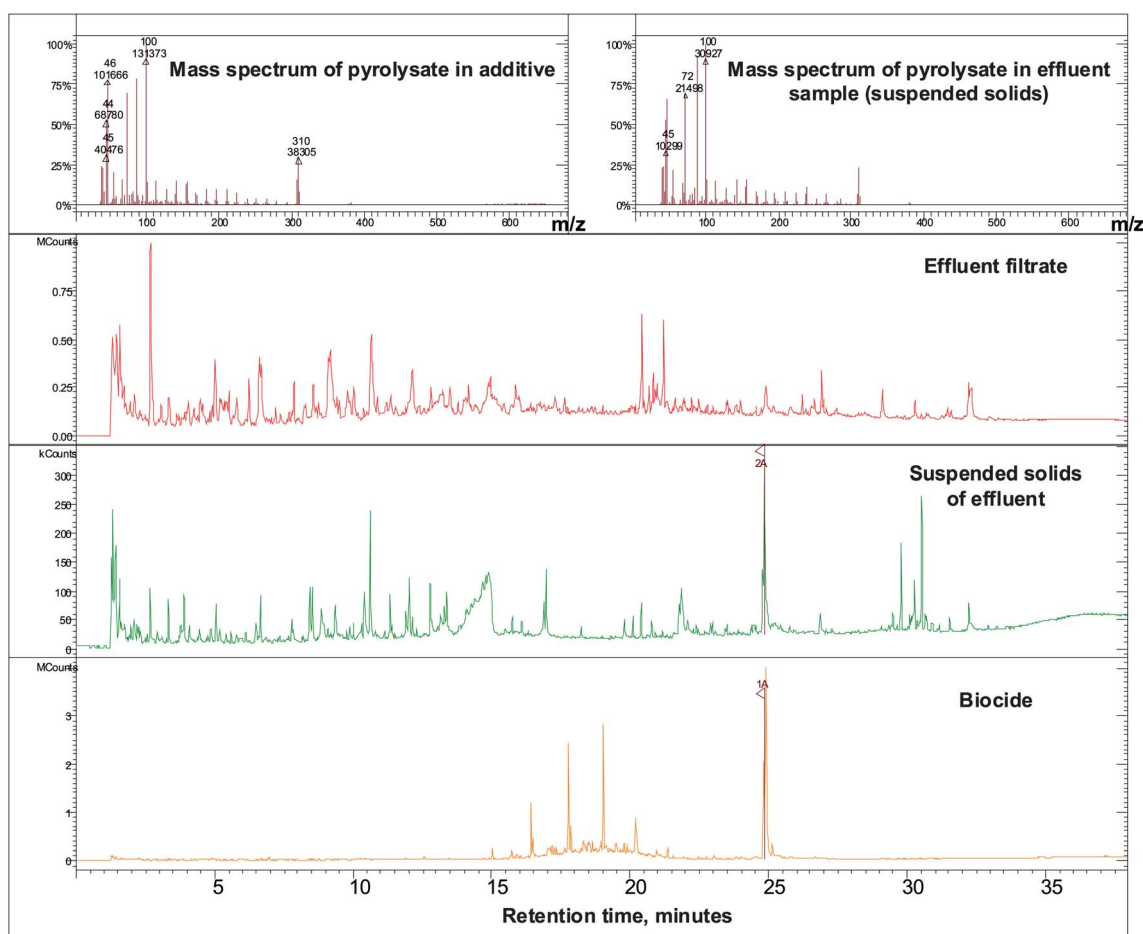 100%
75%
50%
25%
0%
46
101666
44
68780
45
40476
100
131373
310
38305
Mass spectrum of pyrolysate in additive
100 200 300 400 500 600
m/z
100%
75%
50%
25%
0%
100
30927
72
21498
45
10299
Mass spectrum of pyrolysate in effluent
sample (suspended solids)
100 200 300 400 500 600
m/z
MCounts
0.75
0.50
0.25
0.00
Effluent filtrate
kCounts
300
250
200
150
100
50
0
2A
Suspended solids
of effluent
MCounts
3
2
1
0
1A
Biocide
5 10 15 20 25 30 35
Retention time, minutes